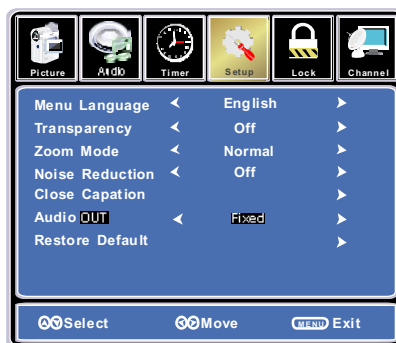 Picture Audio Timer Setup Lock Channel
Menu Language English
Transparency Off
Zoom Mode Normal
Noise Reduction Off
Close Capation
Audio OUT Fixed
Restore Default
Select Move MENU Exit